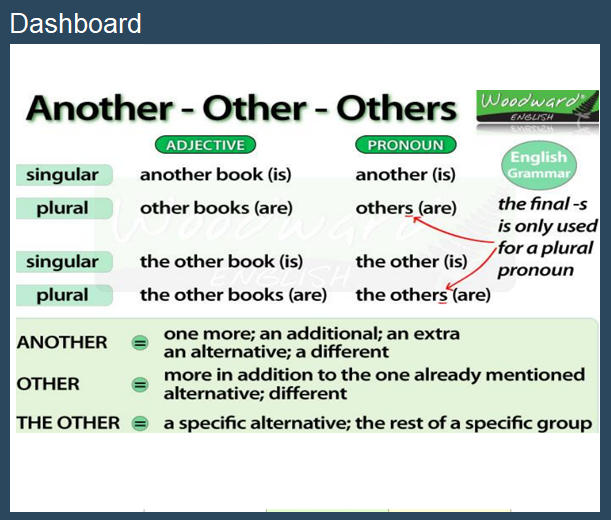 Dashboard
Another - Other - Others
Woodward®
ENGLISH
ADJECTIVE PRONOUN
English
Grammar
singular another book (is) another (is)
plural other books (are) others (are)
the final -s
is only used
for a plural
pronoun
singular the other book (is) the other (is)
plural the other books (are) the others (are)
Woodward
ENGLISH
ANOTHER = one more; an additional; an extra
an alternative; a different
OTHER = more in addition to the one already mentioned
alternative; different
THE OTHER = a specific alternative; the rest of a specific group